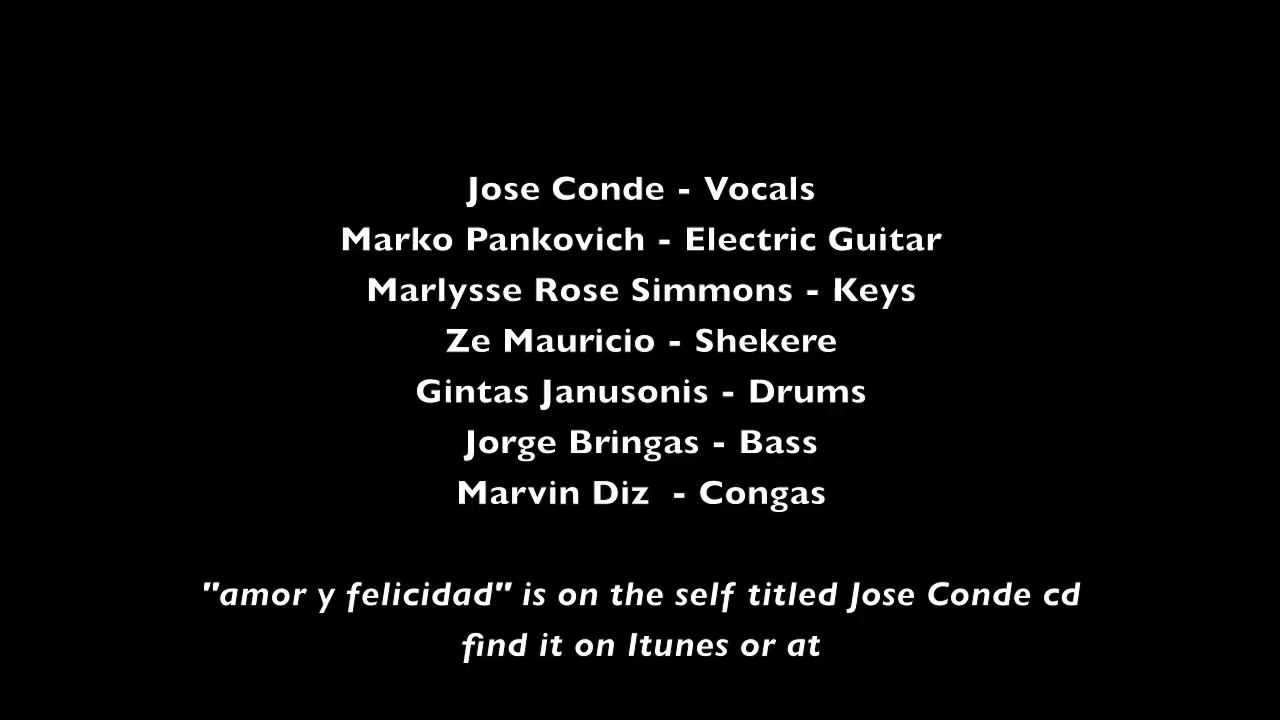 Jose Conde - Vocals
Marko Pankovich - Electric Guitar
Marlysse Rose Simmons - Keys
Ze Mauricio - Shekere
Gintas Janusonis - Drums
Jorge Bringas - Bass
Marvin Diz  - Congas
"amor y felicidad" is on the self titled Jose Conde cd
find it on Itunes or at